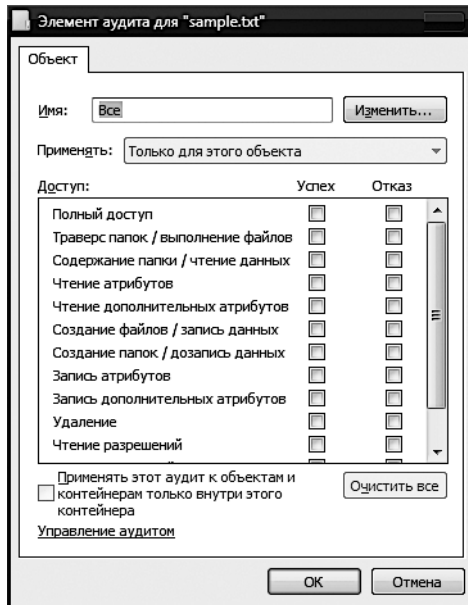 Элемент аудита для "sample.txt"
Объект
Имя: Все Изменить...
Применять: Только для этого объекта
Доступ: Успех Отказ
Полный доступ
Траверс папок / выполнение файлов
Содержание папки / чтение данных
Чтение атрибутов
Чтение дополнительных атрибутов
Создание файлов / запись данных
Создание папок / дозапись данных
Запись атрибутов
Запись дополнительных атрибутов
Удаление
Чтение разрешений
Применять этот аудит к объектам и
контейнерам только внутри этого
контейнера
Очистить все
Управление аудитом
ОК Отмена